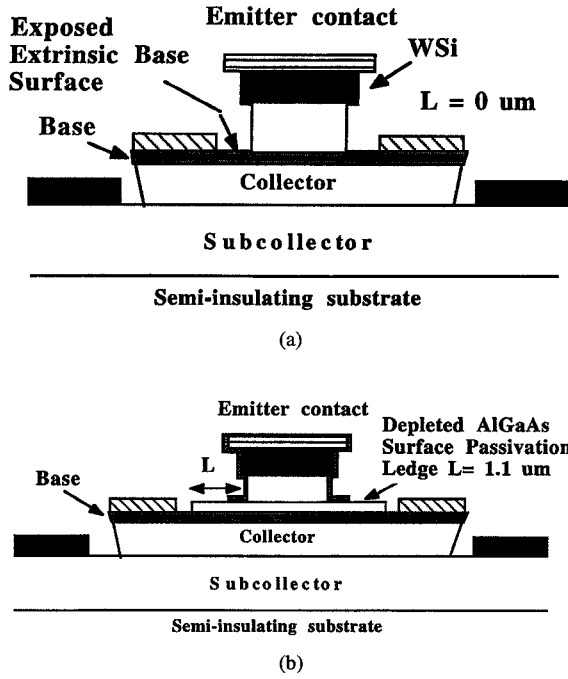 Emitter contact
Exposed
Extrinsic Base
Surface
WSi
L = 0 um
Base
Collector
Subcollector
Semi-insulating substrate
(a)
Emitter contact
Depleted AlGaAs
Surface Passivation
Ledge L= 1.1 um
L
Base
Collector
Subcollector
Semi-insulating substrate
(b)